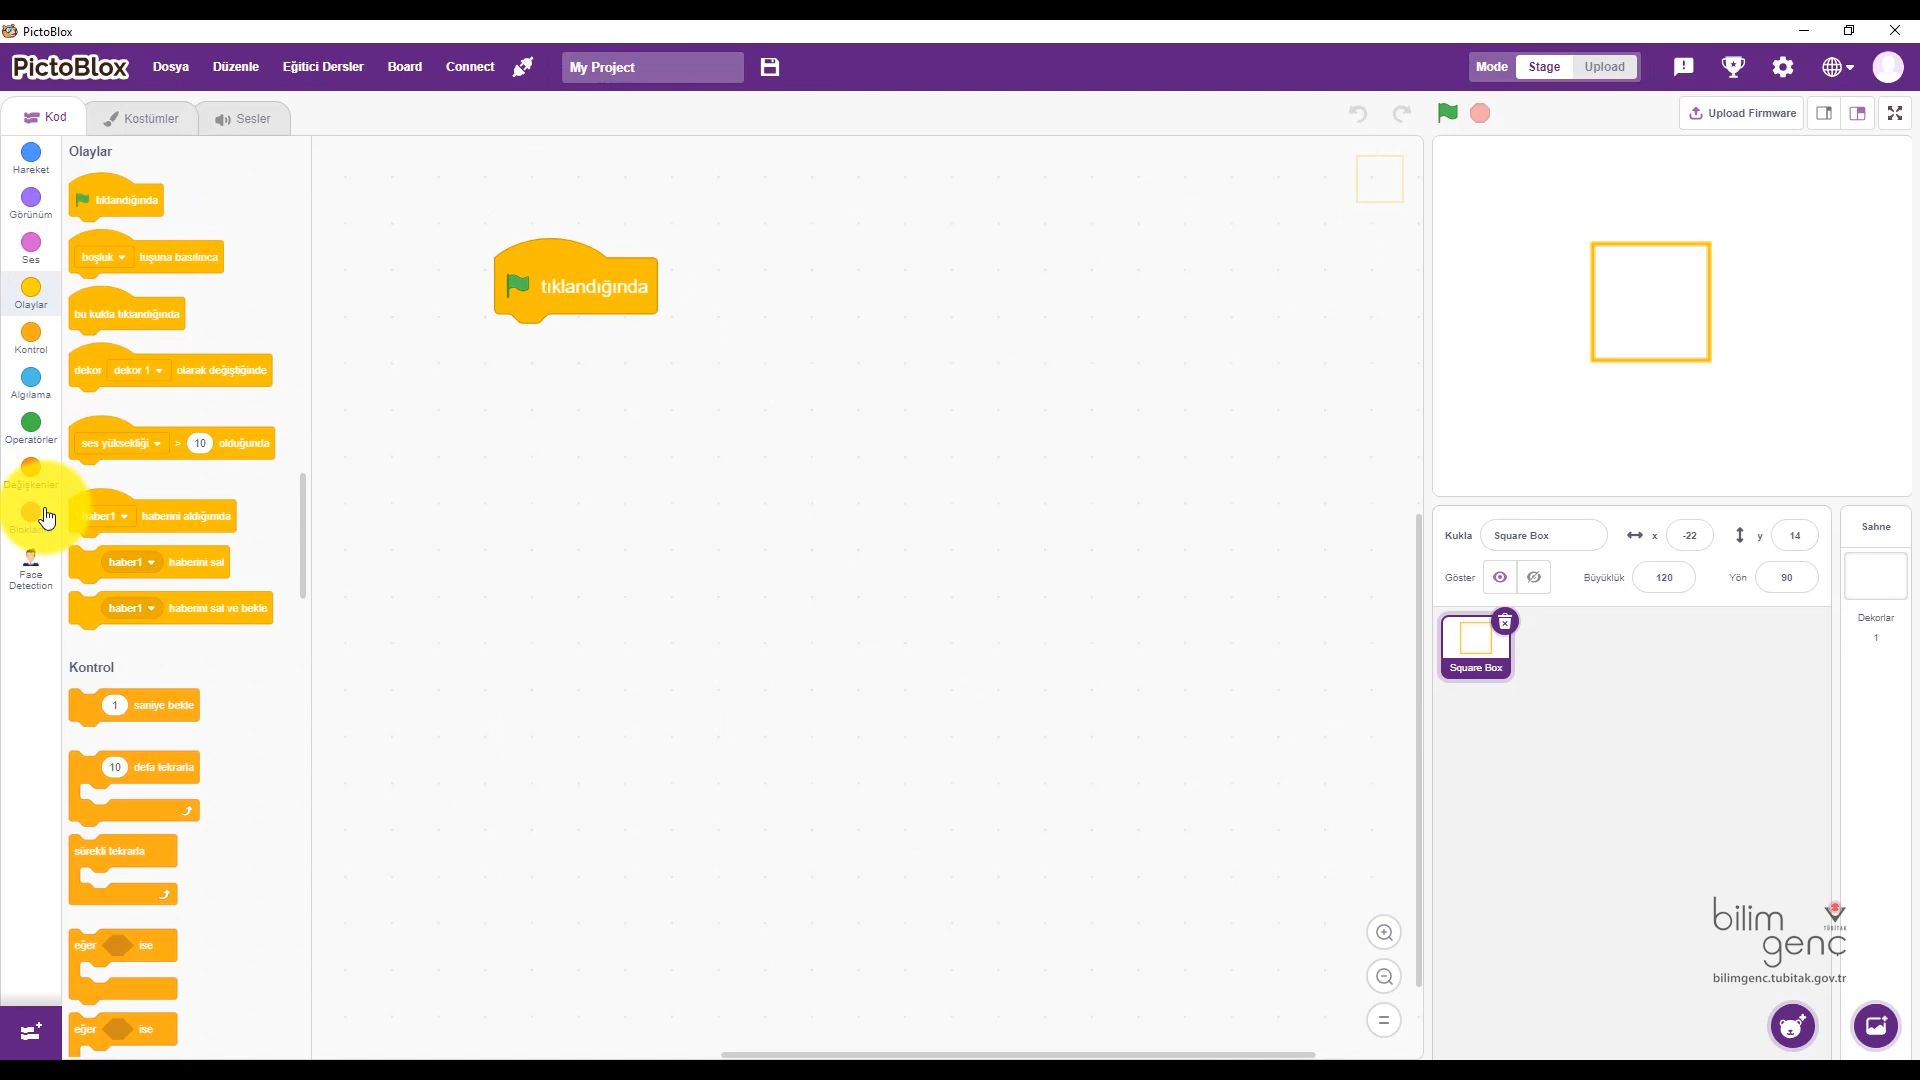 PictoBlox
PictoBlox Dosya Düzenle Eğitici Dersler Board Connect My Project Mode Stage Upload
Kod Kostümler Sesler Upload Firmware
Hareket
Görünüm
Ses
Olaylar
Kontrol
Algılama
Operatörler
Değişkenler
Face
Detection
Olaylar
tıklandığında
boşluk tuşuna basılınca
bu kukla tıklandığında
dekor dekor 1 olarak değiştiğinde
ses yüksekliği > 10 olduğunda
haber1 haberini aldığımda
haber1 haberini sal
haber1 haberini sal ve bekle
Kontrol
1 saniye bekle
10 defa tekrarla
sürekli tekrarla
eğer ise
eğer ise
tıklandığında
Kukla Square Box x -22 y 14
Göster Büyüklük 120 Yön 90
Square Box
Sahne
Dekorlar
1
bilim
genç
TÜBİTAK
bilimgenc.tubitak.gov.tr